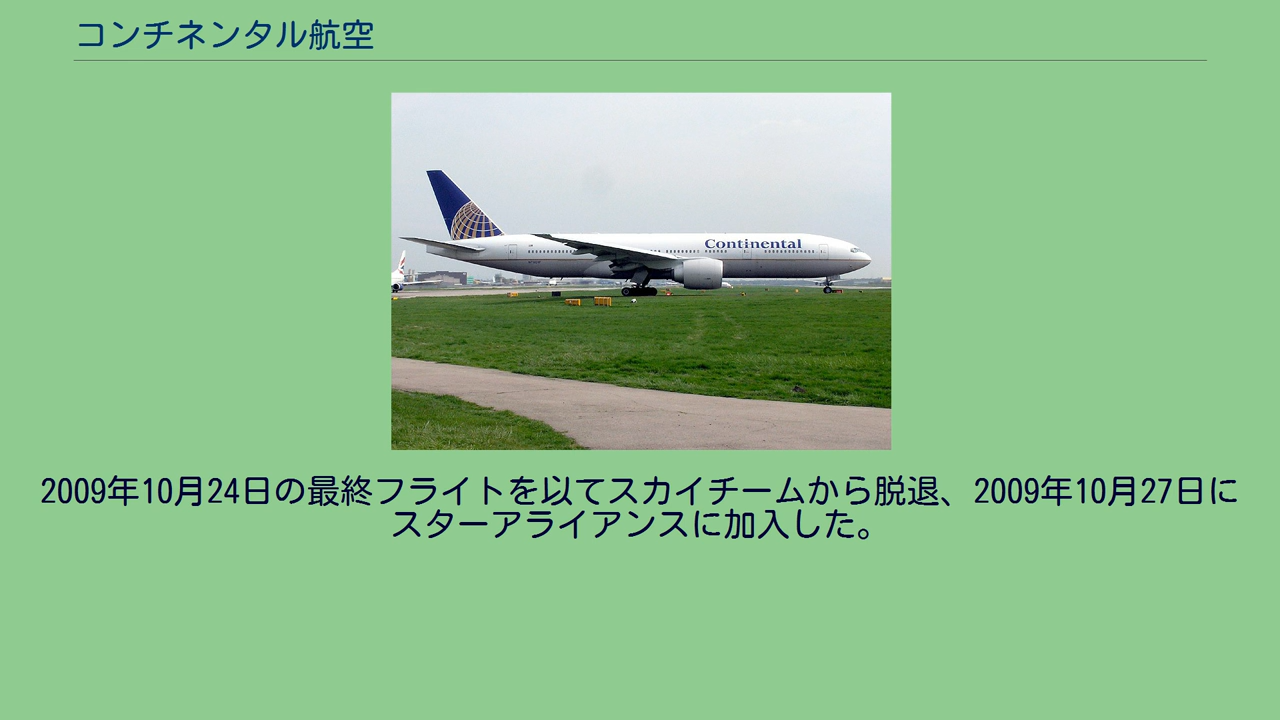 コンチネンタル航空
Continental
2009年10月24日の最終フライトを以てスカイチームから脱退、2009年10月27日に
スターアライアンスに加入した。